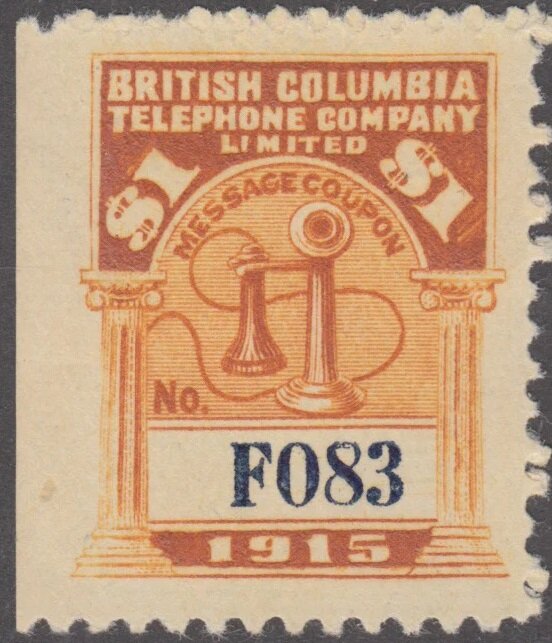 BRITISH COLUMBIA
TELEPHONE COMPANY
LIMITED
$1 $1
MESSAGE COUPON
No.
F083
1915